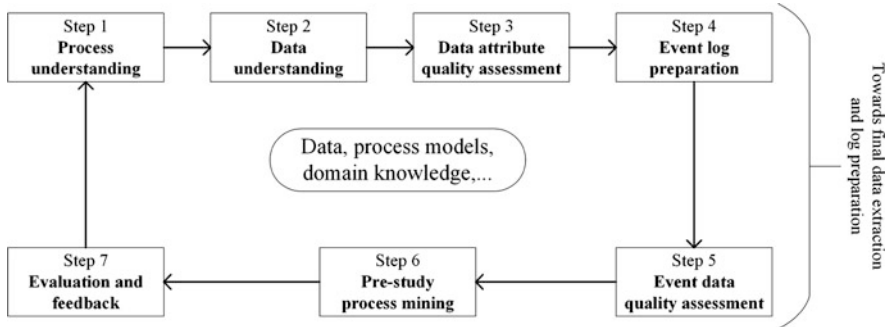 Step 1
Process
understanding
Step 2
Data
understanding
Step 3
Data attribute
quality assessment
Step 4
Event log
preparation
Data, process models,
domain knowledge,...
Step 7
Evaluation and
feedback
Step 6
Pre-study
process mining
Step 5
Event data
quality assessment
Towards final data extraction
and log preparation